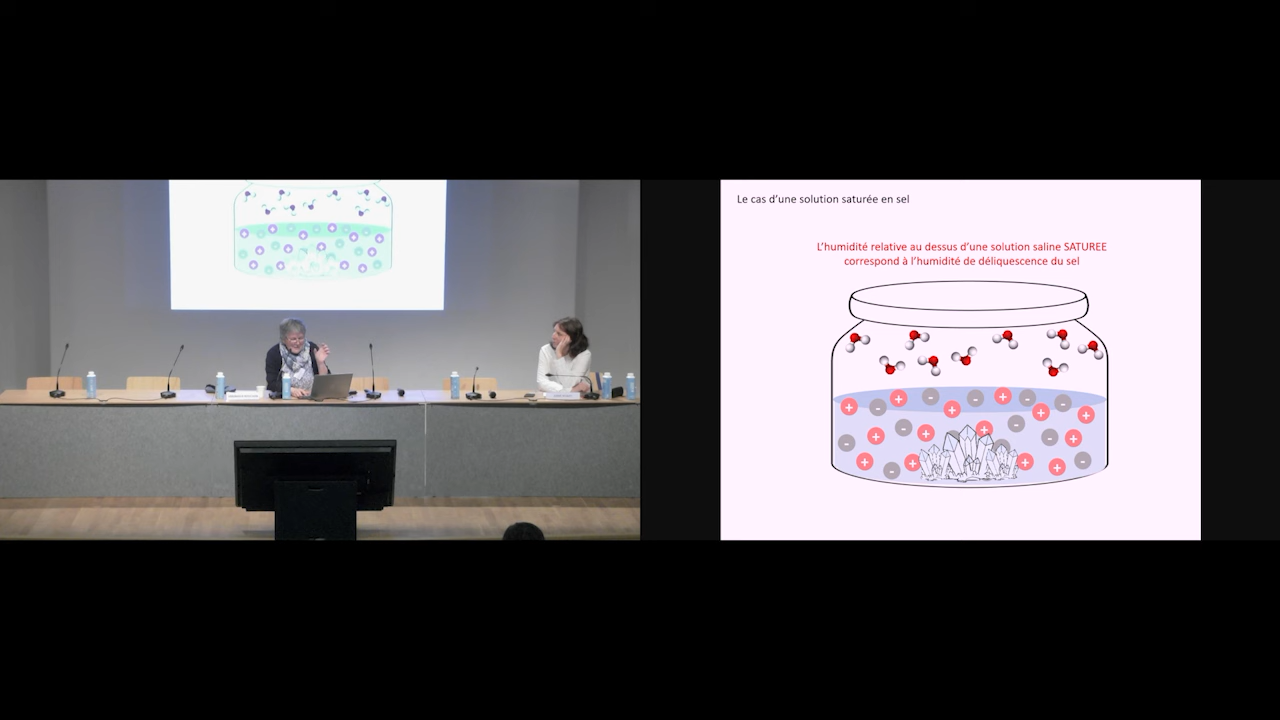 Le cas d’une solution saturée en sel
L’humidité relative au dessus d’une solution saline SATUREE
correspond à l’humidité de déliquescence du sel